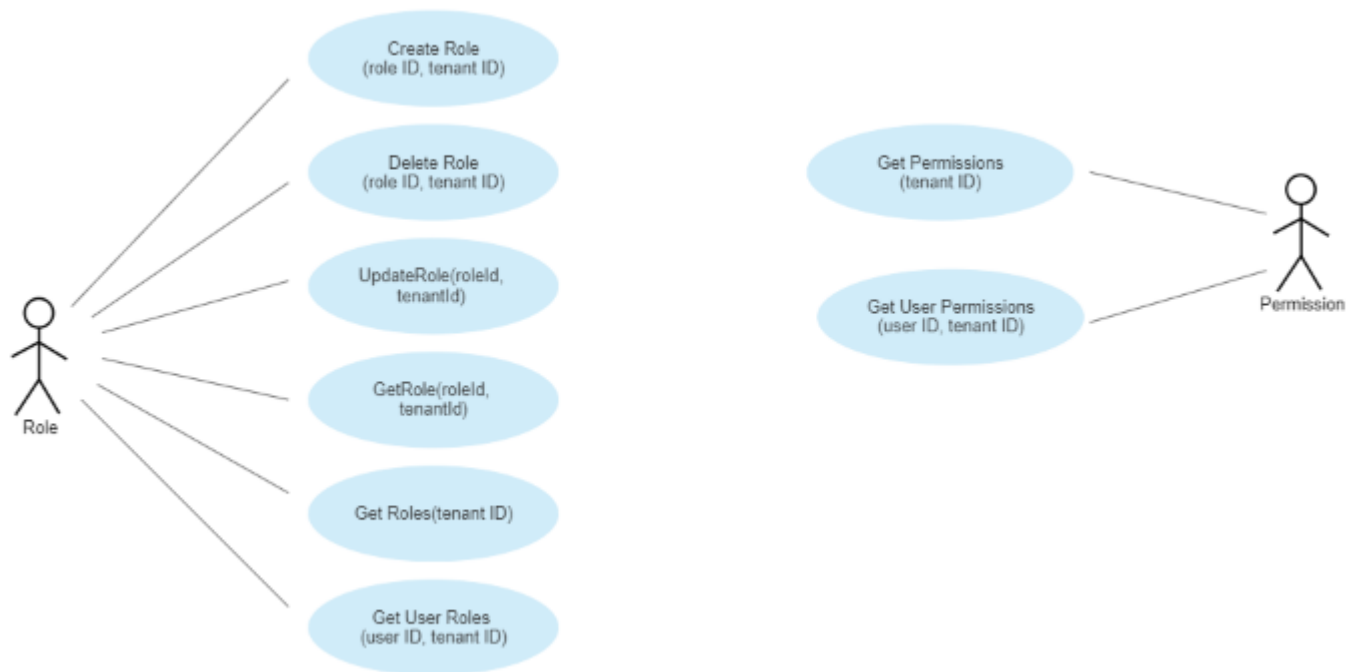 Create Role
(role ID, tenant ID)
Delete Role
(role ID, tenant ID)
UpdateRole(roleId,
tenantId)
GetRole(roleId,
tenantId)
Get Roles(tenant ID)
Get User Roles
(user ID, tenant ID)
Role
Get Permissions
(tenant ID)
Get User Permissions
(user ID, tenant ID)
Permission